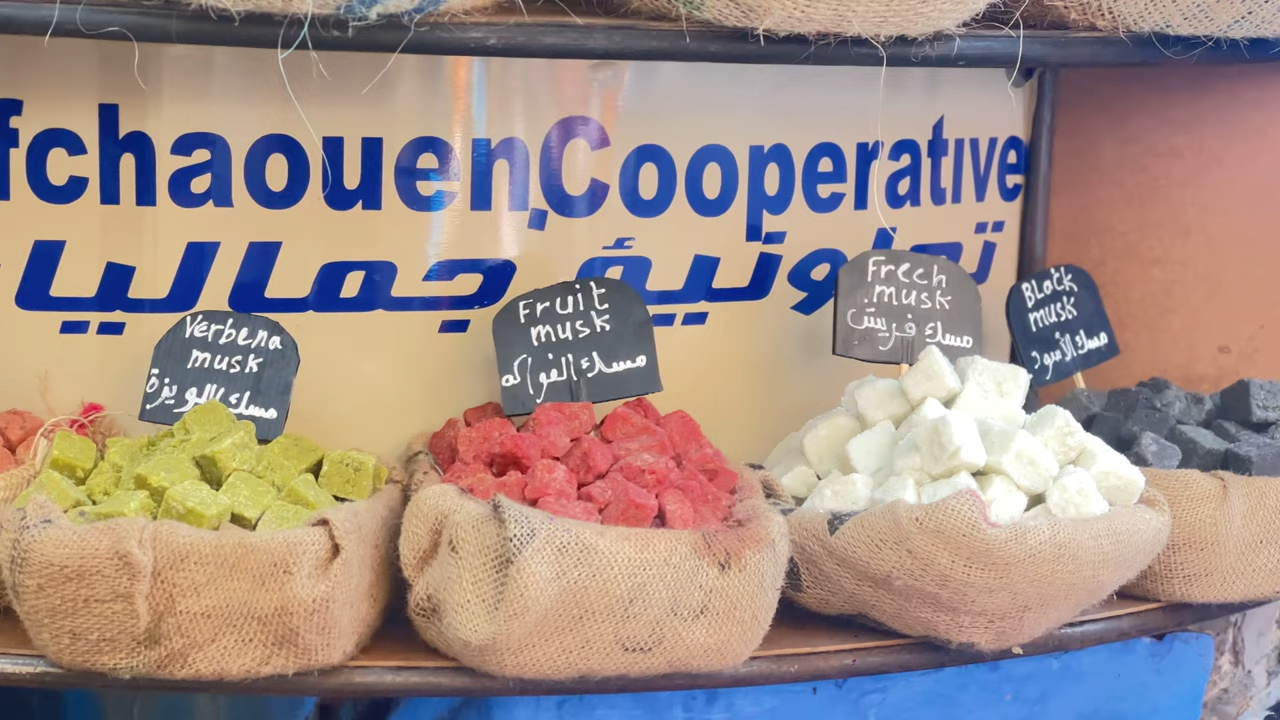 fchaouen Cooperative
تعاونية جماليا
Verbena
musk
مسك الويزة
Fruit
musk
مسك الفواكه
Frech
musk
مسك فريش
Black
musk
مسك الأسود